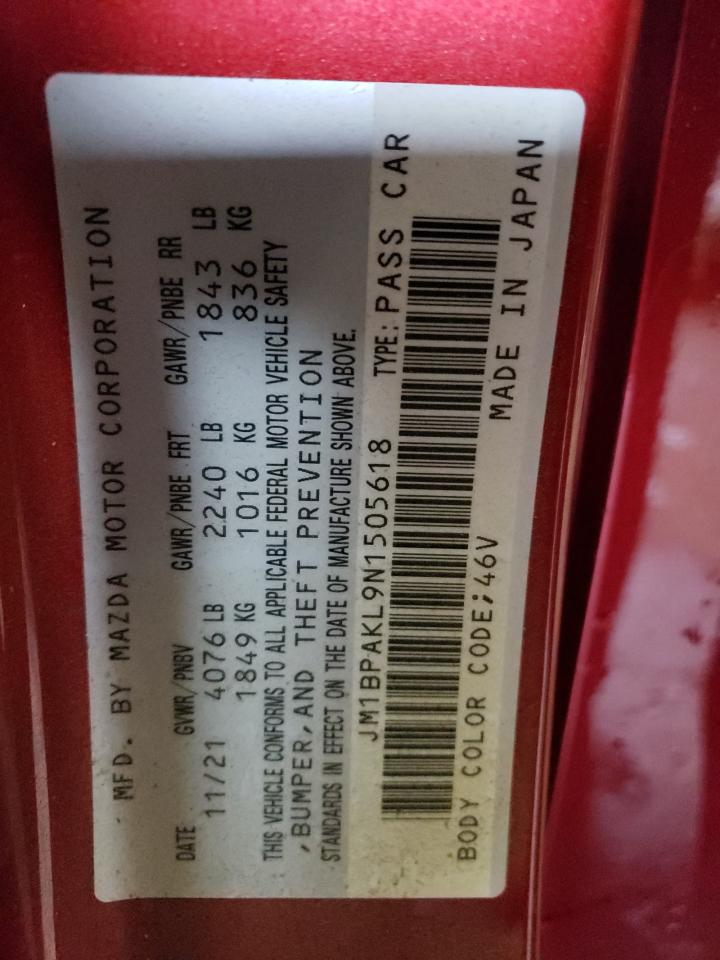 MFD. BY MAZDA MOTOR CORPORATION
DATE GVWR/PNBV GAWR/PNBE FRT GAWR/PNBE RR
11/21 4076 LB 2240 LB 1843 LB
1849 KG 1016 KG 836 KG
THIS VEHICLE CONFORMS TO ALL APPLICABLE FEDERAL MOTOR VEHICLE SAFETY
,BUMPER,AND THEFT PREVENTION
STANDARDS IN EFFECT ON THE DATE OF MANUFACTURE SHOWN ABOVE.
JM1BPAKL9N1505618 TYPE: PASS CAR
BODY COLOR CODE;46V MADE IN JAPAN